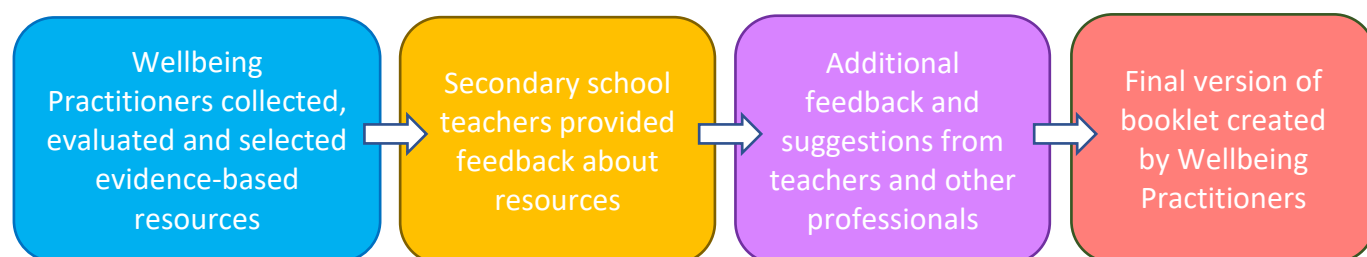 Wellbeing
Practitioners collected,
evaluated and selected
evidence-based
resources
Secondary school
teachers provided
feedback about
resources
Additional
feedback and
suggestions from
teachers and other
professionals
Final version of
booklet created
by Wellbeing
Practitioners